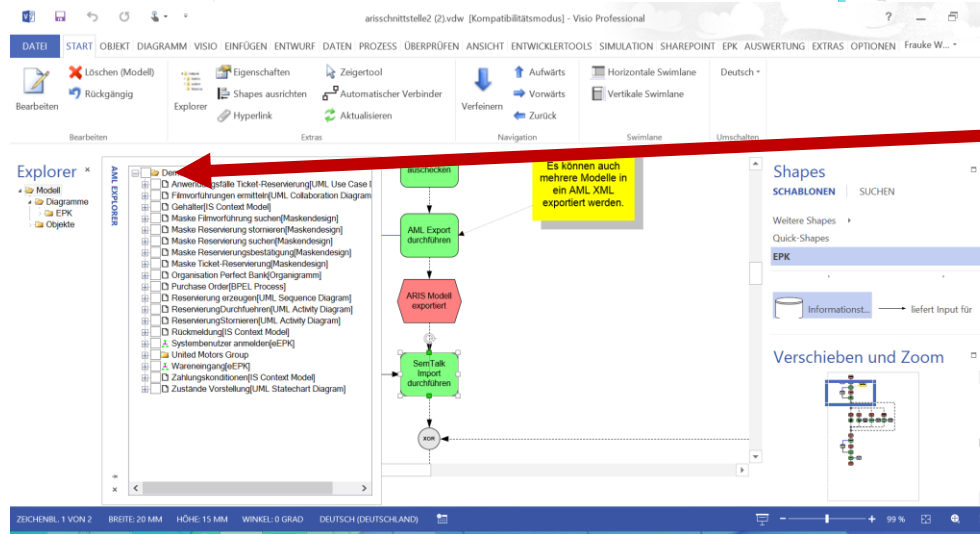 arisschnittstelle2 (2).vdw [Kompatibilitätsmodus] - Visio Professional
DATEI START OBJEKT DIAGRAMM VISIO EINFÜGEN ENTWURF DATEN PROZESS ÜBERPRÜFEN ANSICHT ENTWICKLERTOOLS SIMULATION SHAREPOINT EPK AUSWERTUNG EXTRAS OPTIONEN Frauke W...
Bearbeiten
Löschen (Modell)
Rückgängig
Bearbeiten
Explorer
Eigenschaften
Shapes ausrichten
Hyperlink
Zeigertool
Automatischer Verbinder
Aktualisieren
Extras
Verfeinern
Aufwärts
Vorwärts
Zurück
Navigation
Horizontale Swimlane
Vertikale Swimlane
Swimlane
Deutsch
Umschalten
Explorer
Modell
Diagramme
EPK
Objekte
AML EXPLORER
Anwendungsfälle Ticket-Reservierung[UML Use Case
Filmvorführungen ermitteln[UML Collaboration Diagram
Gehälter[IS Context Model]
Maske Filmvorführung suchen[Maskendesign]
Maske Reservierung stornieren[Maskendesign]
Maske Reservierung suchen[Maskendesign]
Maske Reservierungsbestätigung[Maskendesign]
Maske Ticket-Reservierung[Maskendesign]
Organisation Perfect Bank[Organigramm]
Purchase Order[BPEL Process]
Reservierung erzeugen[UML Sequence Diagram]
ReservierungDurchfuehren[UML Activity Diagram]
ReservierungStornieren[UML Activity Diagram]
Rückmeldung[IS Context Model]
Systembenutzer anmelden[eEPK]
United Motors Group
Wareneingang[eEPK]
Zahlungskonditionen[IS Context Model]
Zustände Vorstellung[UML Statechart Diagram]
auschecken
AML Export
durchführen
ARIS Modell
exportiert
SemTalk
Import
durchführen
XOR
Es können auch
mehrere Modelle in
ein AML XML
exportiert werden.
Shapes
SCHABLONEN SUCHEN
Weitere Shapes
Quick-Shapes
EPK
Informationst... liefert Input für
Verschieben und Zoom
ZEICHENBL. 1 VON 2 BREITE: 20 MM HÖHE: 15 MM WINKEL: 0 GRAD DEUTSCH (DEUTSCHLAND) 99 %